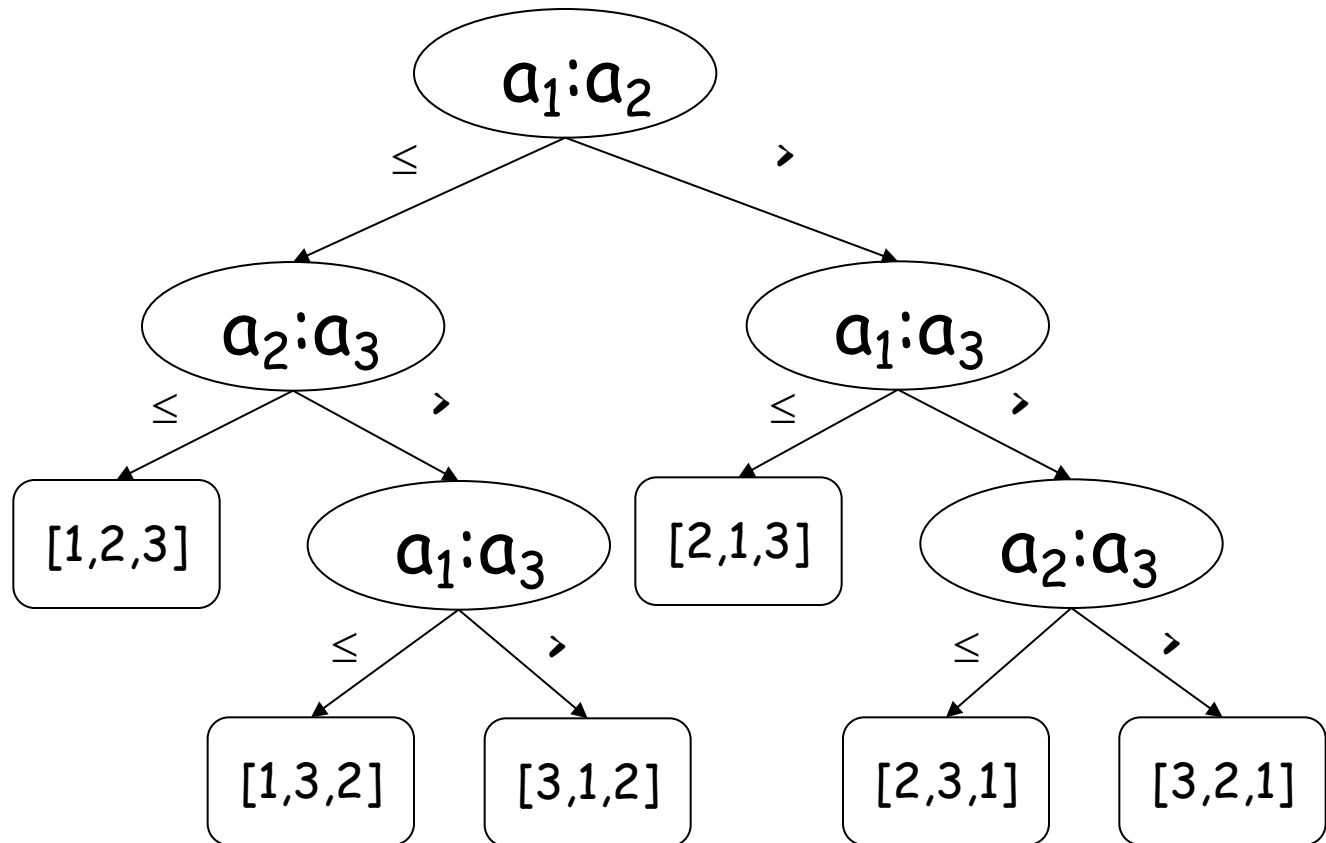 a₁:a₂
≤ >
a₂:a₃ a₁:a₃
≤ > ≤ >
[1,2,3] a₁:a₃ [2,1,3] a₂:a₃
≤ > ≤ >
[1,3,2] [3,1,2] [2,3,1] [3,2,1]